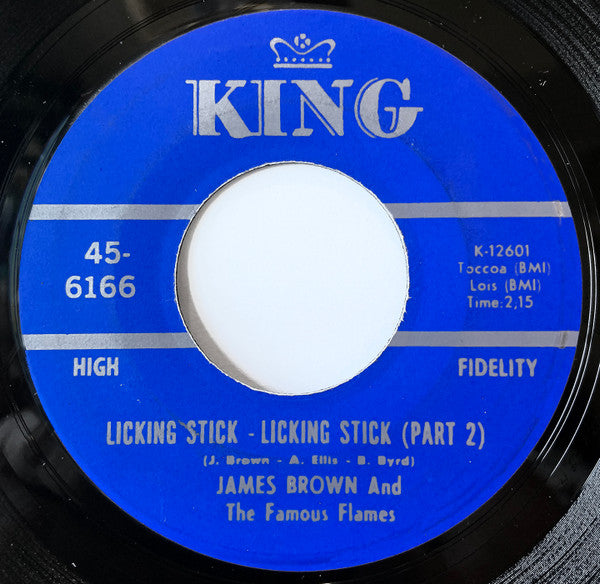 KING
45-
6166
K-12601
Toccoa (BMI)
Lois (BMI)
Time:2,15
HIGH
FIDELITY
LICKING STICK - LICKING STICK (PART 2)
(J. Brown - A. Ellis - B. Byrd)
JAMES BROWN And
The Famous Flames